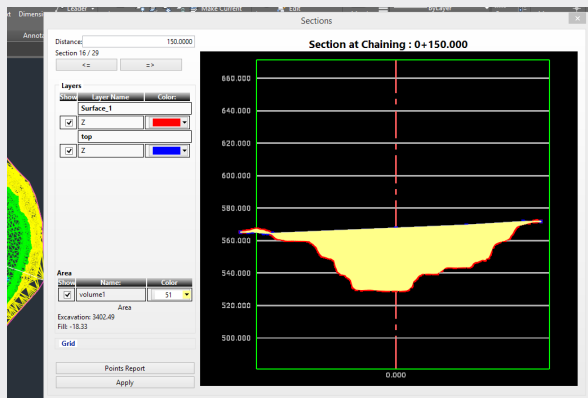 Leader
Make Current
Edit
ByLayer
Dimens
Annota
Sections
Distance: 150.0000
Section 16 / 29
<= =>
Layers
Show Layer Name Color:
Surface_1
Z
top
Z
Area
Show Name: Color
volume1 51
Area
Excavation: 3402.49
Fill: -18.33
Grid
Points Report
Apply
Section at Chaining : 0+150.000
660.000
640.000
620.000
600.000
580.000
560.000
540.000
520.000
500.000
0.000